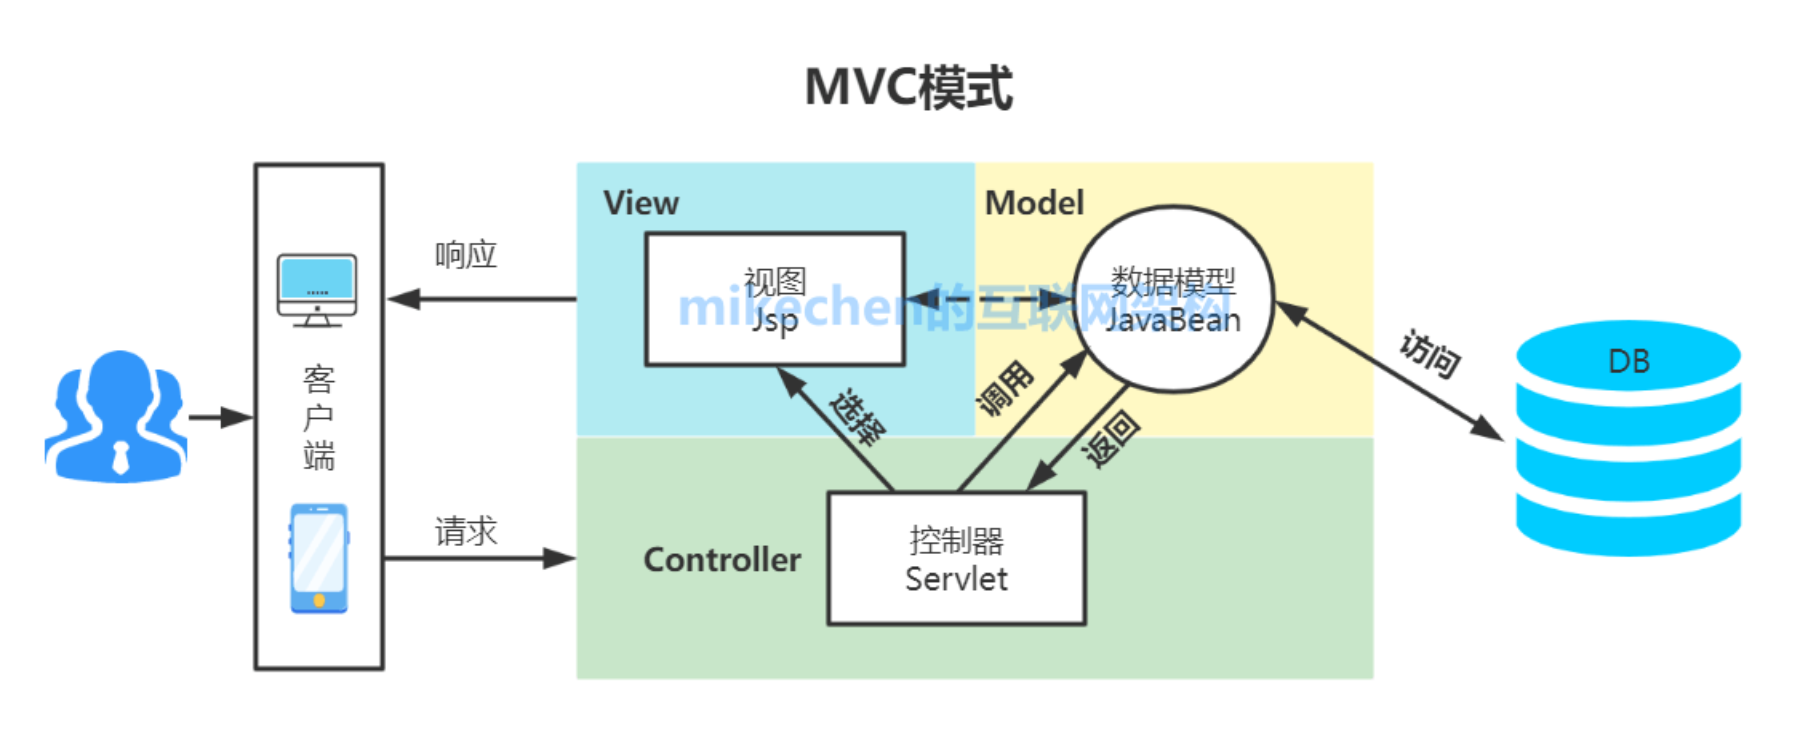 MVC模式
View
Model
响应
视图
Jsp
数据模型
JavaBean
mikechen的互联网架构
访问
DB
客
户
端
选择
调用
返回
请求
Controller
控制器
Servlet